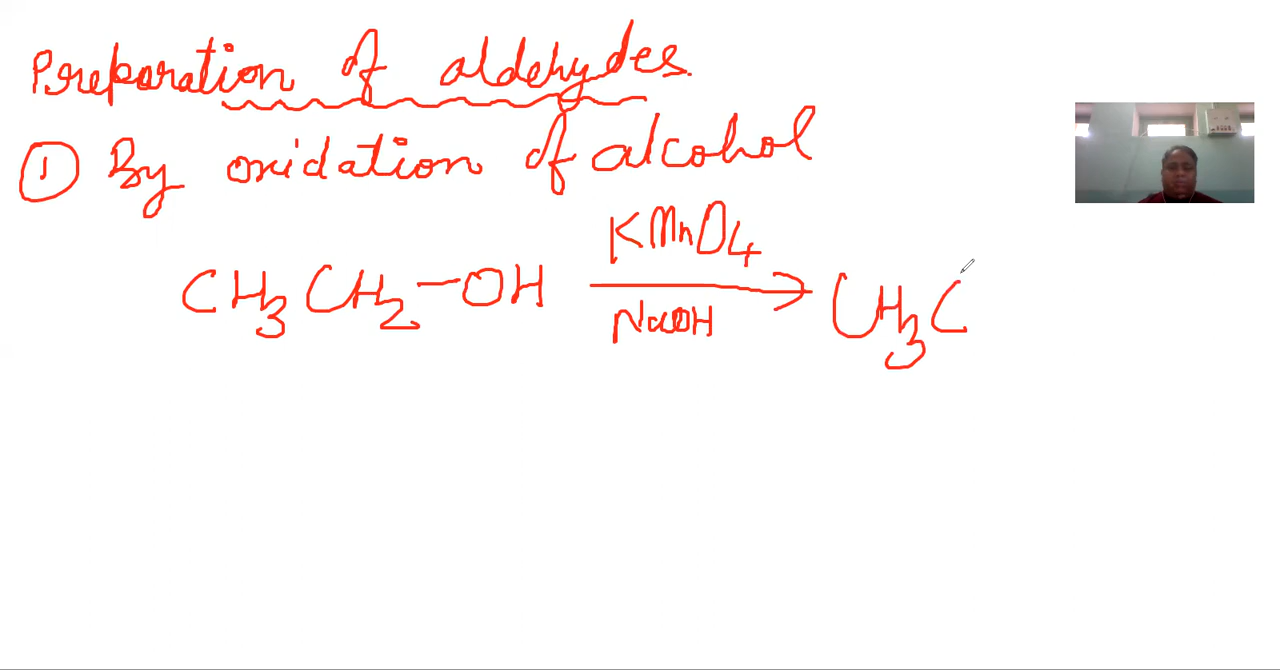 Preparation of aldehydes
① By oxidation of alcohol
KMnO4
CH3CH2-OH → CH3C
NaOH